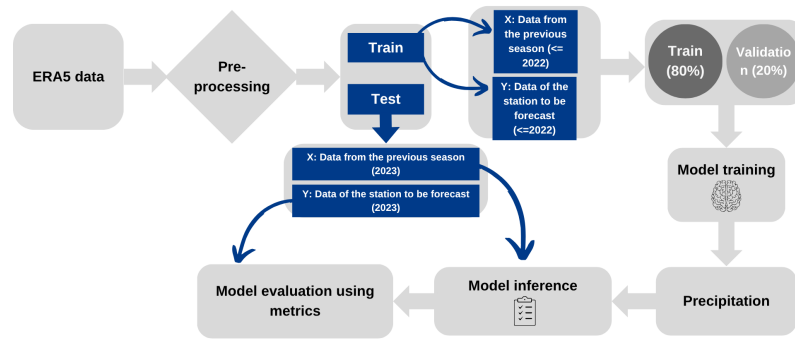 ERA5 data
Pre-
processing
Train
Test
X: Data from
the previous
season (<=
2022)
Y: Data of the
station to be
forecast
(<=2022)
Train
(80%)
Validatio
n (20%)
X: Data from the previous season
(2023)
Y: Data of the station to be forecast
(2023)
Model training
Model evaluation using
metrics
Model inference
Precipitation